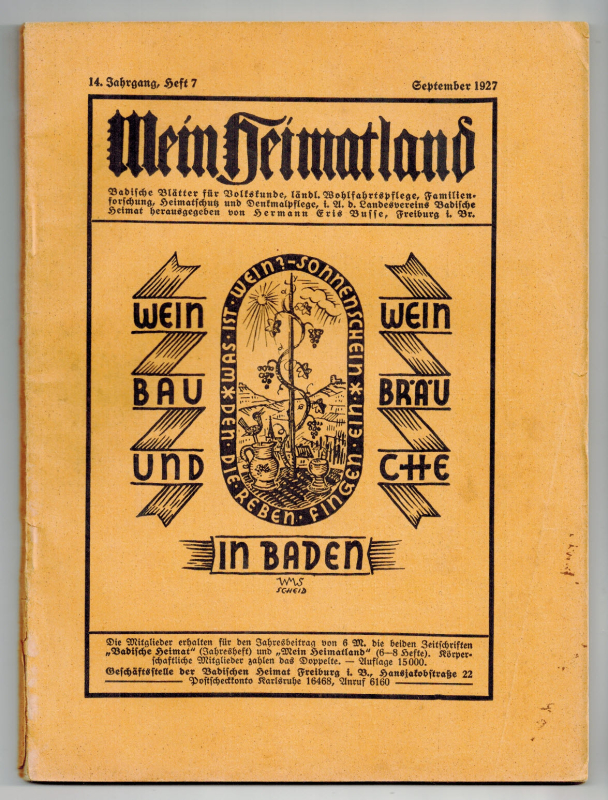 14. Jahrgang, Heft 7
September 1927
Mein Heimatland
Badische Blätter für Volkskunde, ländl. Wohlfahrtspflege, Familien-
forschung, Heimatschutz und Denkmalpflege, i. A. d. Landesvereins Badische
Heimat herausgegeben von Hermann Eris Busse, Freiburg i. Br.
WEIN
BAU
UND
WAS · IST · WEIN? – SONNENSCHEIN * DEN · DIE · REBEN · FINGEN · EIN *
WEIN
BRÄU
CHE
IN BADEN
WMS
SCHEID
Die Mitglieder erhalten für den Jahresbeitrag von 6 M. die beiden Zeitschriften
„Badische Heimat“ (Jahresheft) und „Mein Heimatland“ (6–8 Hefte). Körper-
schaftliche Mitglieder zahlen das Doppelte. — Auflage 15000.
Geschäftsstelle der Badischen Heimat Freiburg i. B., Hansjakobstraße 22
Postscheckkonto Karlsruhe 16468, Anruf 6160